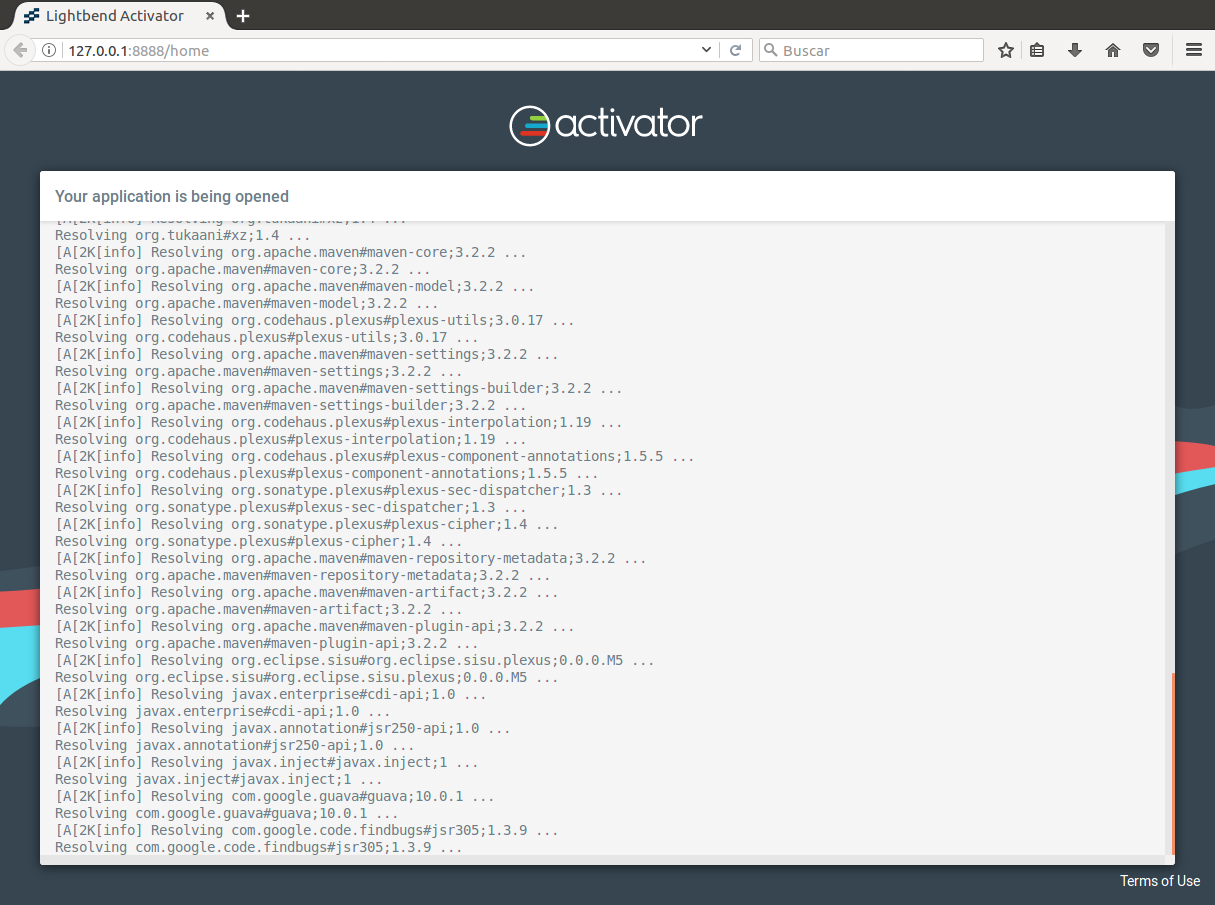 Lightbend Activator
127.0.0.1:8888/home
Buscar
activator
Your application is being opened
[A[2K[info] Resolving org.tukaani#xz;1.4 ...
Resolving org.tukaani#xz;1.4 ...
[A[2K[info] Resolving org.apache.maven#maven-core;3.2.2 ...
Resolving org.apache.maven#maven-core;3.2.2 ...
[A[2K[info] Resolving org.apache.maven#maven-model;3.2.2 ...
Resolving org.apache.maven#maven-model;3.2.2 ...
[A[2K[info] Resolving org.codehaus.plexus#plexus-utils;3.0.17 ...
Resolving org.codehaus.plexus#plexus-utils;3.0.17 ...
[A[2K[info] Resolving org.apache.maven#maven-settings;3.2.2 ...
Resolving org.apache.maven#maven-settings;3.2.2 ...
[A[2K[info] Resolving org.apache.maven#maven-settings-builder;3.2.2 ...
Resolving org.apache.maven#maven-settings-builder;3.2.2 ...
[A[2K[info] Resolving org.codehaus.plexus#plexus-interpolation;1.19 ...
Resolving org.codehaus.plexus#plexus-interpolation;1.19 ...
[A[2K[info] Resolving org.codehaus.plexus#plexus-component-annotations;1.5.5 ...
Resolving org.codehaus.plexus#plexus-component-annotations;1.5.5 ...
[A[2K[info] Resolving org.sonatype.plexus#plexus-sec-dispatcher;1.3 ...
Resolving org.sonatype.plexus#plexus-sec-dispatcher;1.3 ...
[A[2K[info] Resolving org.sonatype.plexus#plexus-cipher;1.4 ...
Resolving org.sonatype.plexus#plexus-cipher;1.4 ...
[A[2K[info] Resolving org.apache.maven#maven-repository-metadata;3.2.2 ...
Resolving org.apache.maven#maven-repository-metadata;3.2.2 ...
[A[2K[info] Resolving org.apache.maven#maven-artifact;3.2.2 ...
Resolving org.apache.maven#maven-artifact;3.2.2 ...
[A[2K[info] Resolving org.apache.maven#maven-plugin-api;3.2.2 ...
Resolving org.apache.maven#maven-plugin-api;3.2.2 ...
[A[2K[info] Resolving org.eclipse.sisu#org.eclipse.sisu.plexus;0.0.0.M5 ...
Resolving org.eclipse.sisu#org.eclipse.sisu.plexus;0.0.0.M5 ...
[A[2K[info] Resolving javax.enterprise#cdi-api;1.0 ...
Resolving javax.enterprise#cdi-api;1.0 ...
[A[2K[info] Resolving javax.annotation#jsr250-api;1.0 ...
Resolving javax.annotation#jsr250-api;1.0 ...
[A[2K[info] Resolving javax.inject#javax.inject;1 ...
Resolving javax.inject#javax.inject;1 ...
[A[2K[info] Resolving com.google.guava#guava;10.0.1 ...
Resolving com.google.guava#guava;10.0.1 ...
[A[2K[info] Resolving com.google.code.findbugs#jsr305;1.3.9 ...
Resolving com.google.code.findbugs#jsr305;1.3.9 ...
Terms of Use